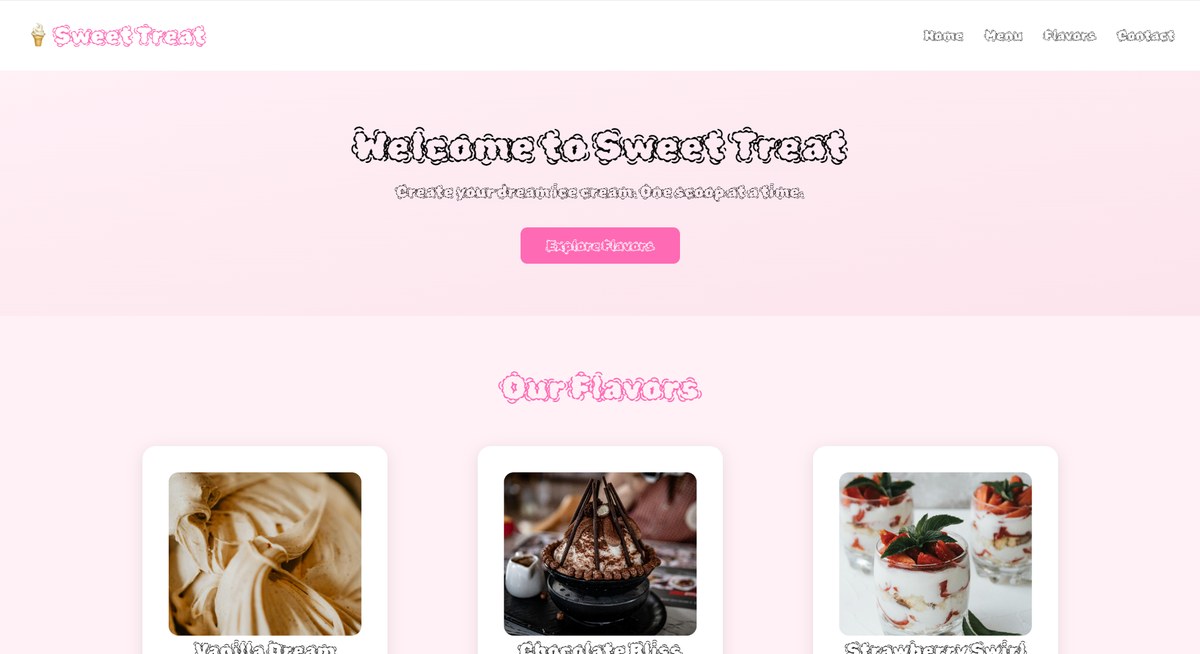 Sweet Treat
Home Menu Flavors Contact
Welcome to Sweet Treat
Create your dream ice cream. One scoop at a time.
Explore Flavors
Our Flavors
Vanilla Dream
Chocolate Bliss
Strawberry Swirl